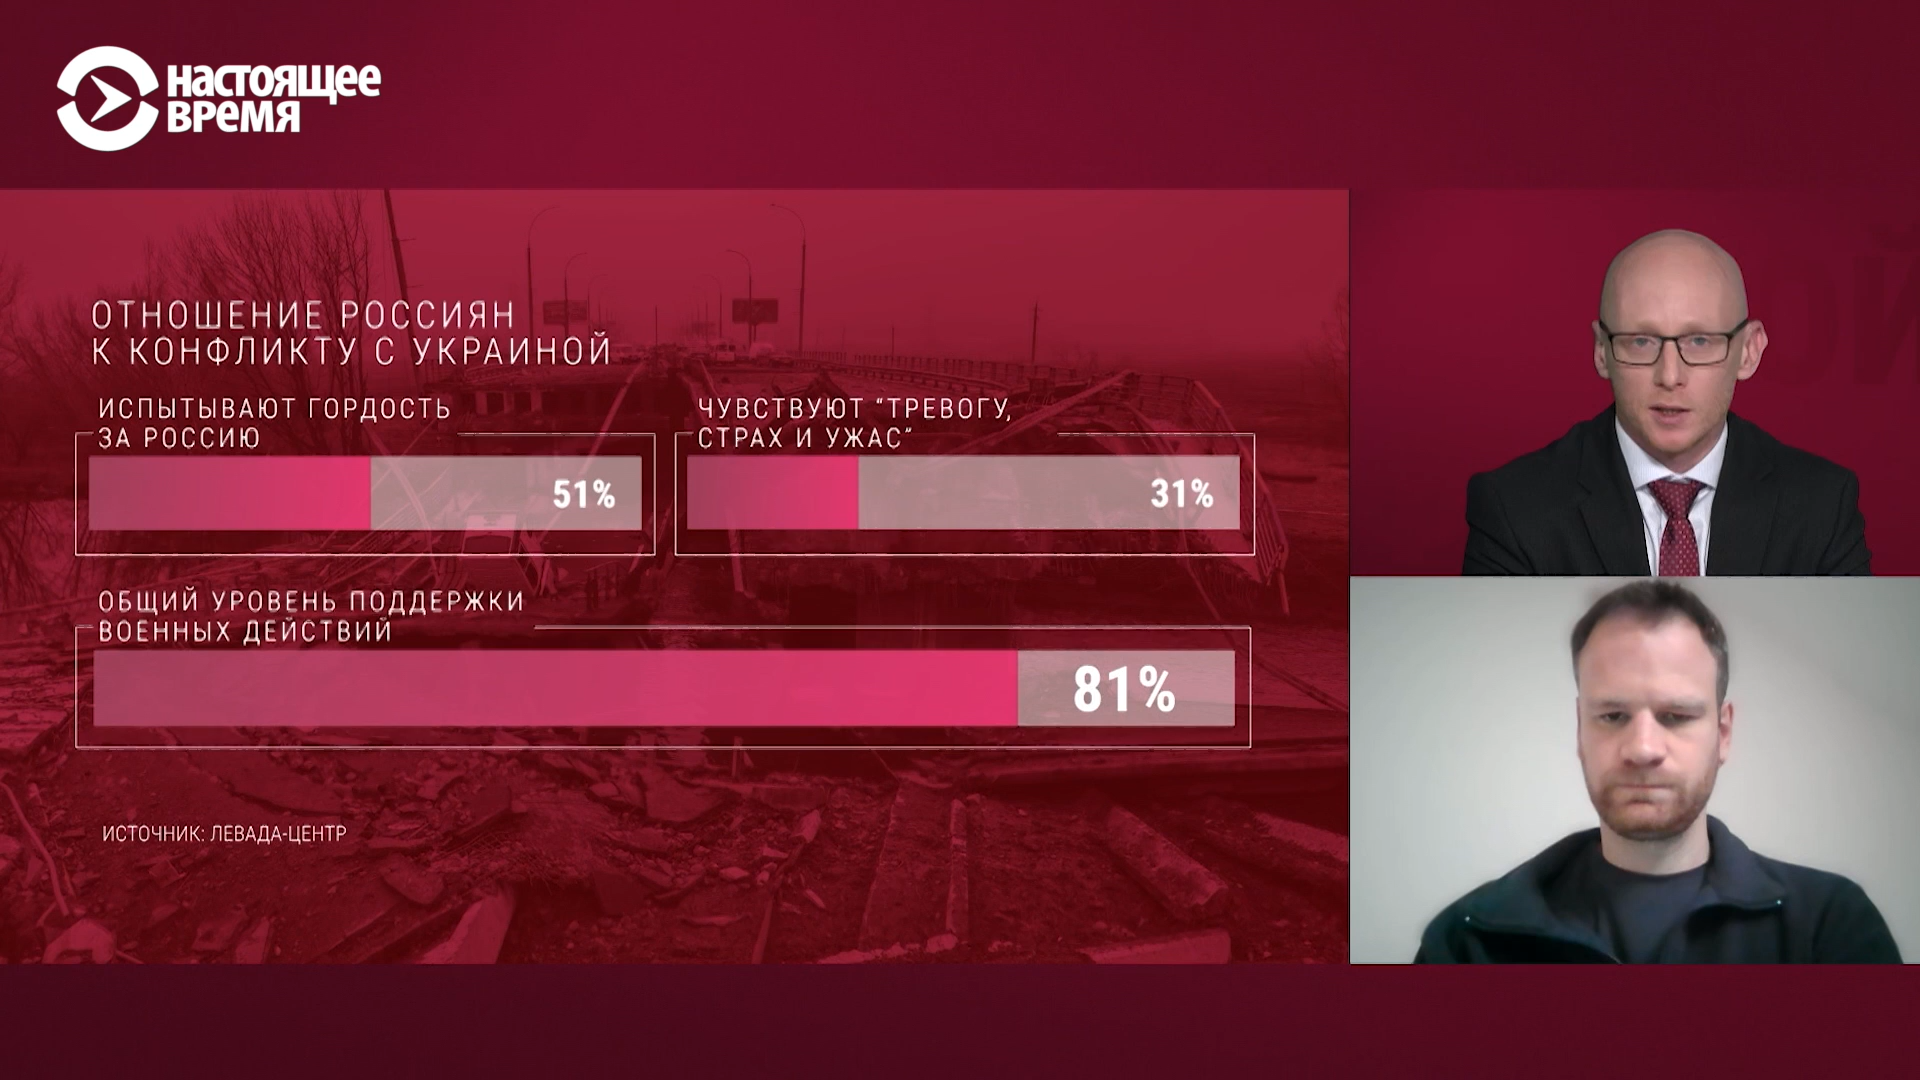 НАСТОЯЩЕЕ
ВРЕМЯ
ОТНОШЕНИЕ РОССИЯН
К КОНФЛИКТУ С УКРАИНОЙ
ИСПЫТЫВАЮТ ГОРДОСТЬ
ЗА РОССИЮ
51%
ЧУВСТВУЮТ “ТРЕВОГУ,
СТРАХ И УЖАС”
31%
ОБЩИЙ УРОВЕНЬ ПОДДЕРЖКИ
ВОЕННЫХ ДЕЙСТВИЙ
81%
ИСТОЧНИК: ЛЕВАДА-ЦЕНТР